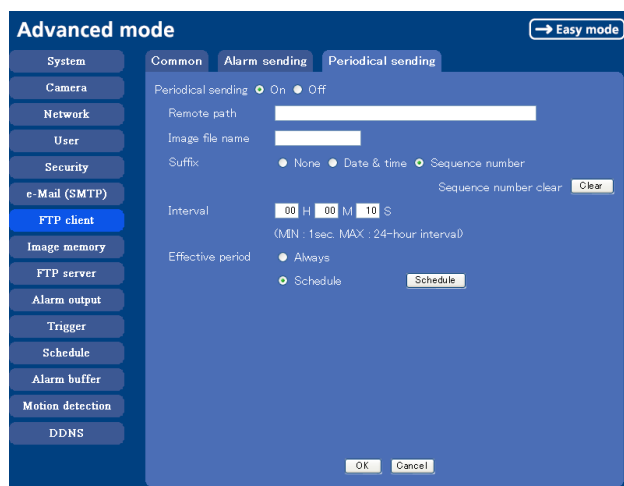 Advanced mode
→ Easy mode
System
Camera
Network
User
Security
e-Mail (SMTP)
FTP client
Image memory
FTP server
Alarm output
Trigger
Schedule
Alarm buffer
Motion detection
DDNS
Common Alarm sending Periodical sending
Periodical sending On Off
Remote path
Image file name
Suffix None Date & time Sequence number
Sequence number clear Clear
Interval 00 H 00 M 10 S
(MIN : 1sec. MAX : 24-hour interval)
Effective period Always
Schedule Schedule
OK Cancel